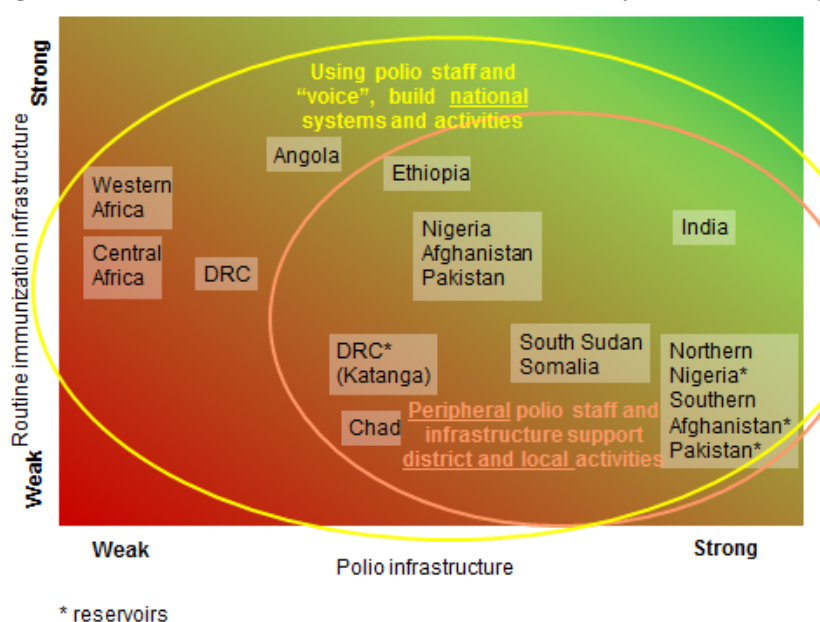 Strong
Routine immunization infrastructure
Weak
Using polio staff and
“voice”, build national
systems and activities
Angola
Ethiopia
Western
Africa
Nigeria
Afghanistan
Pakistan
India
Central
Africa
DRC
DRC*
(Katanga)
South Sudan
Somalia
Northern
Nigeria*
Southern
Afghanistan*
Pakistan*
Chad
Peripheral polio staff and
infrastructure support
district and local activities
Weak
Strong
Polio infrastructure
* reservoirs